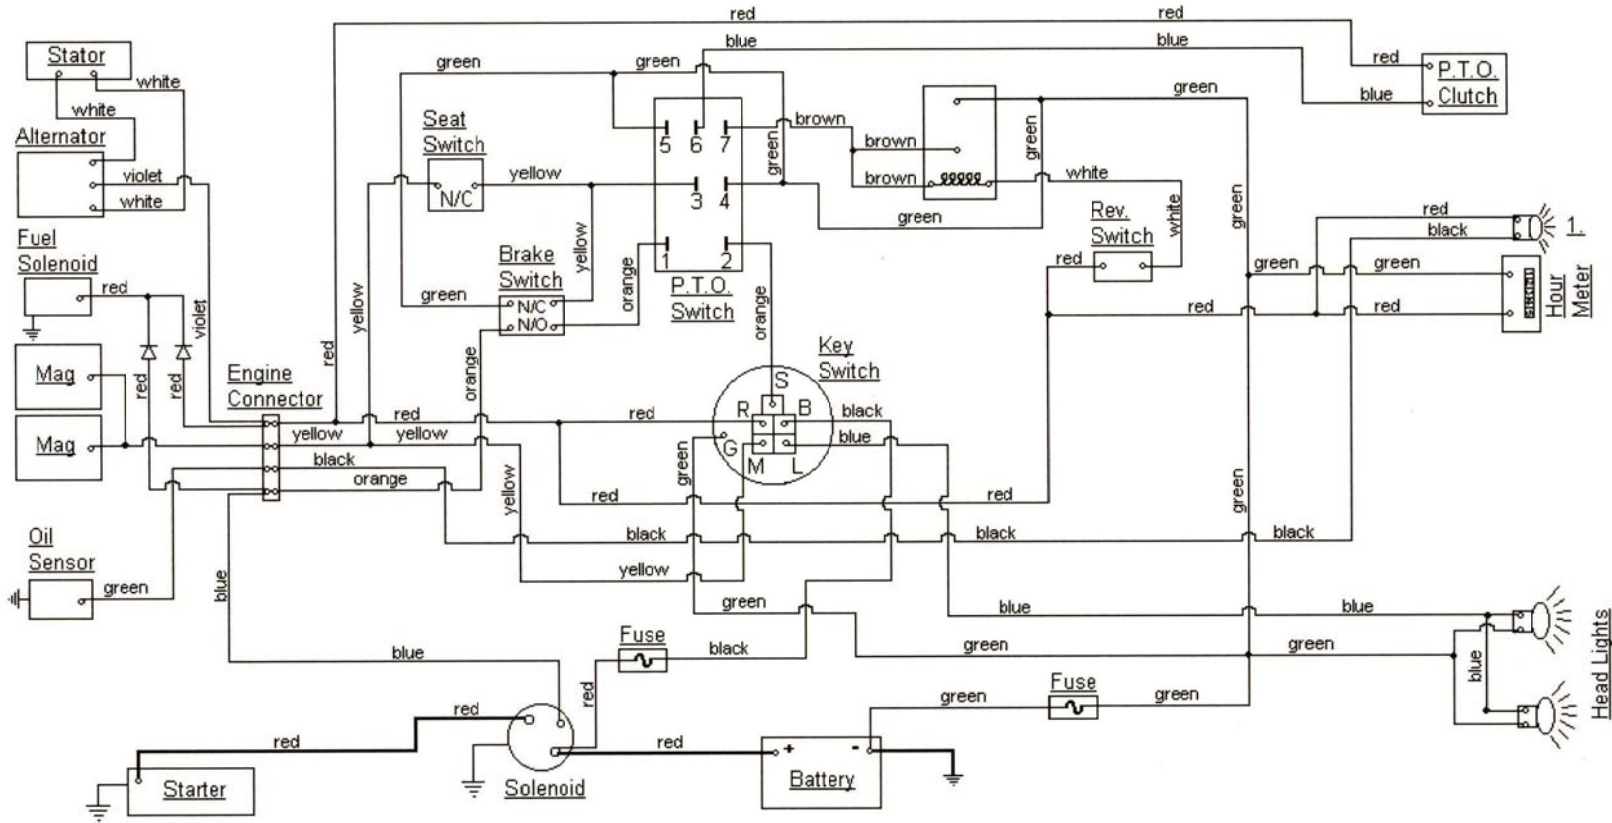 red
red
Stator
white
white
blue
blue
green
green
red
P.T.O.
Clutch
blue
Alternator
violet
white
Seat
Switch
N/C
yellow
5
6
7
brown
green
brown
brown
green
green
white
white
green
3
4
green
Rev.
Switch
red
red
black
1.
Fuel
Solenoid
red
violet
yellow
Brake
Switch
yellow
green
N/C
N/O
orange
1
2
P.T.O.
Switch
orange
green
green
Hour
Meter
red
red
Mag
red
red
red
orange
Key
Switch
S
Engine
Connector
red
red
R
B
black
Mag
yellow
yellow
G
blue
green
M
L
black
orange
yellow
red
red
green
Oil
Sensor
black
black
black
green
blue
yellow
green
blue
blue
Fuse
black
blue
green
green
blue
Head Lights
red
Fuse
green
green
red
red
red
+
-
Battery
Starter
Solenoid